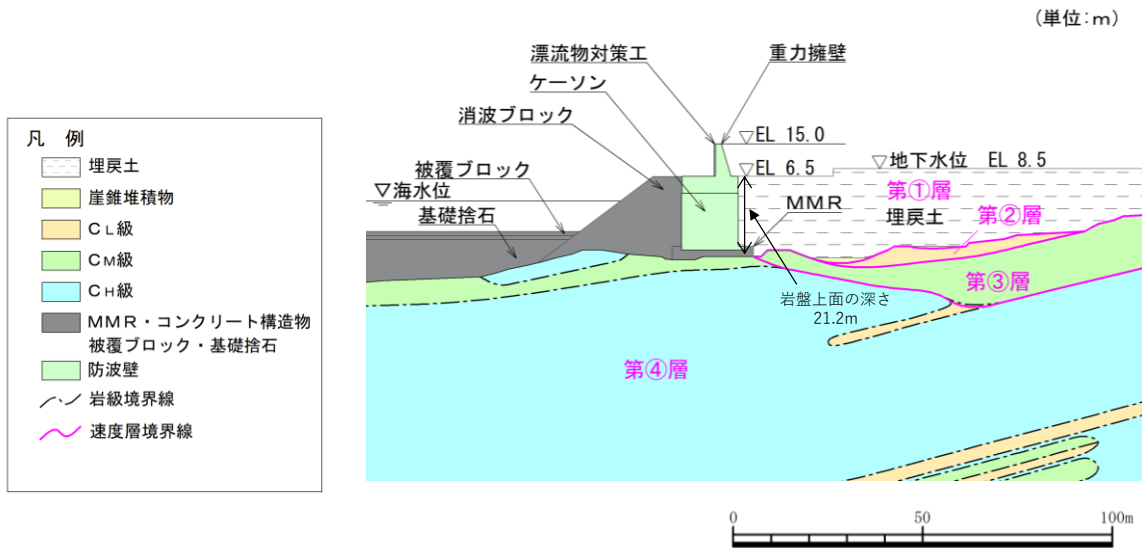 (単位:m)
漂流物対策工
重力擁壁
ケーソン
消波ブロック
▽EL 15.0
被覆ブロック
▽EL 6.5
▽地下水位 EL 8.5
▽海水位
第①層
MMR
基礎捨石
埋戻土
第②層
第③層
岩盤上面の深さ
21.2m
第④層
凡 例
埋戻土
崖錐堆積物
CL級
CM級
CH級
MMR・コンクリート構造物
被覆ブロック・基礎捨石
防波壁
岩級境界線
速度層境界線
0 50 100m